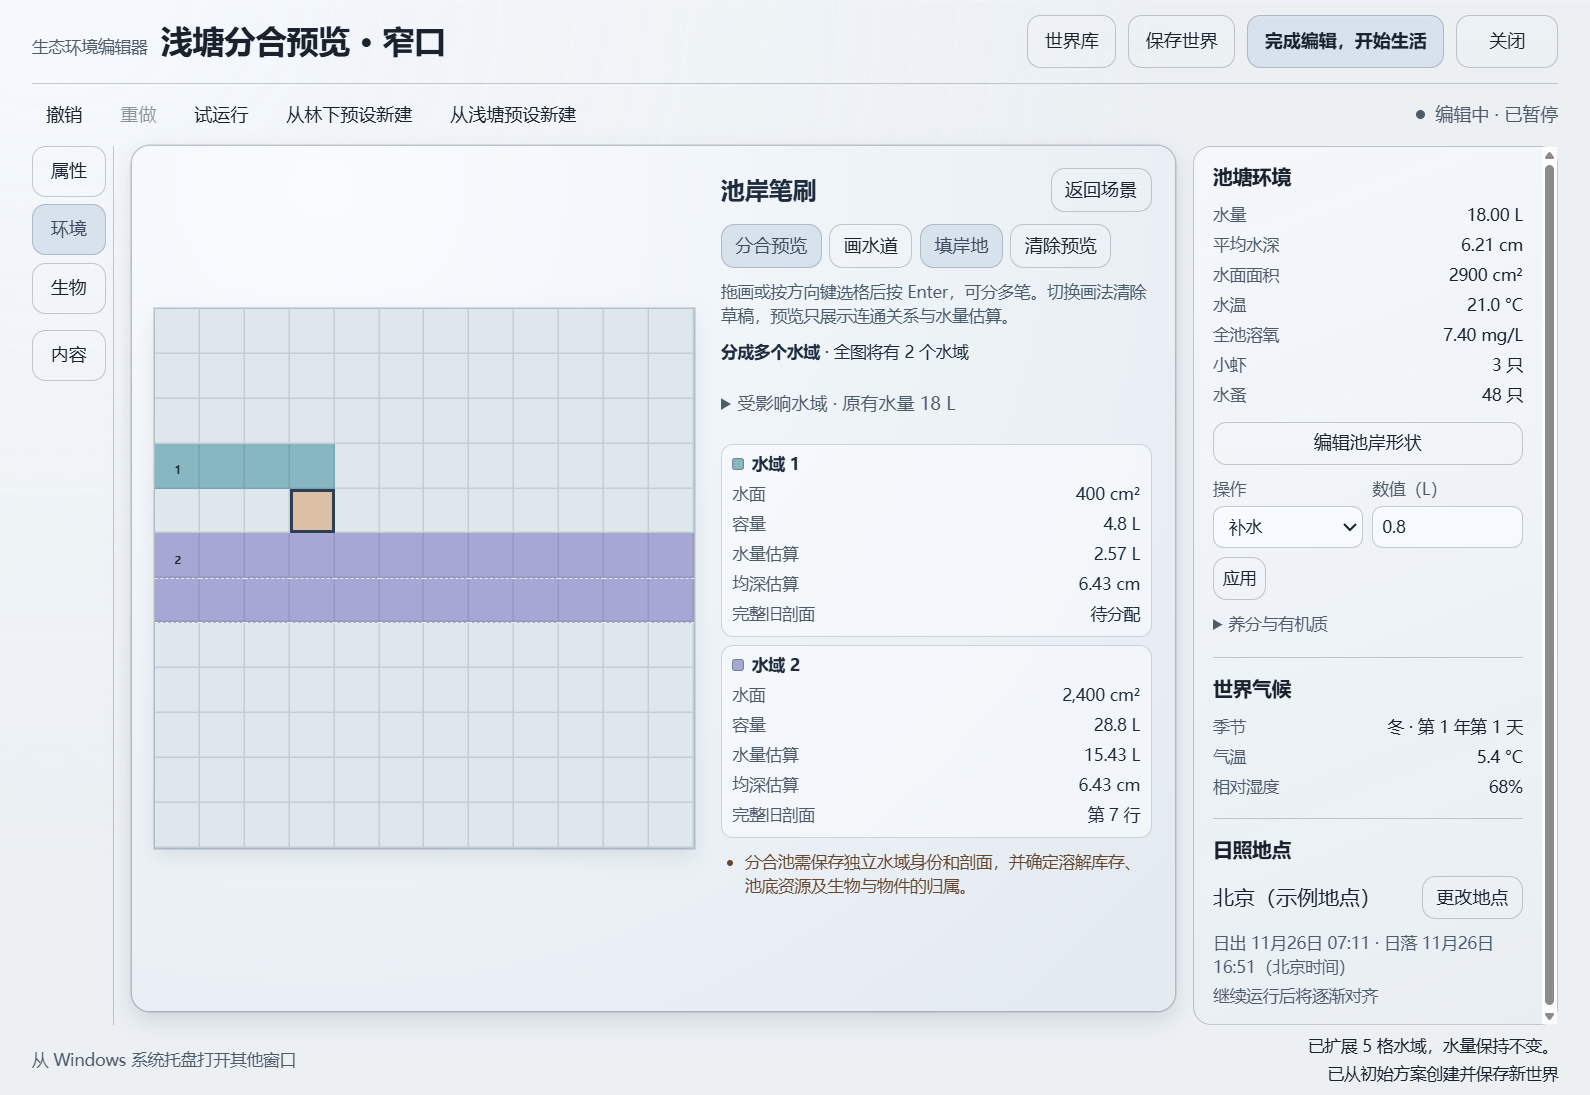 生态环境编辑器 浅塘分合预览 • 窄口
世界库 保存世界 完成编辑，开始生活 关闭
撤销 重做 试运行 从林下预设新建 从浅塘预设新建
● 编辑中 · 已暂停
属性
环境
生物
内容
池岸笔刷
返回场景
分合预览 画水道 填岸地 清除预览
拖画或按方向键选格后按 Enter，可分多笔。切换画法清除
草稿，预览只展示连通关系与水量估算。
分成多个水域 · 全图将有 2 个水域
▶ 受影响水域 · 原有水量 18 L
1
2
水域 1
水面 400 cm²
容量 4.8 L
水量估算 2.57 L
均深估算 6.43 cm
完整旧剖面 待分配
水域 2
水面 2,400 cm²
容量 28.8 L
水量估算 15.43 L
均深估算 6.43 cm
完整旧剖面 第 7 行
• 分合池需保存独立水域身份和剖面，并确定溶解库存、
池底资源及生物与物件的归属。
池塘环境
水量 18.00 L
平均水深 6.21 cm
水面面积 2900 cm²
水温 21.0 °C
全池溶氧 7.40 mg/L
小虾 3 只
水蚤 48 只
编辑池岸形状
操作 数值（L）
补水 0.8
应用
▶ 养分与有机质
世界气候
季节 冬 · 第 1 年第 1 天
气温 5.4 °C
相对湿度 68%
日照地点
北京（示例地点） 更改地点
日出 11月26日 07:11 · 日落 11月26日
16:51（北京时间）
继续运行后将逐渐对齐
从 Windows 系统托盘打开其他窗口
已扩展 5 格水域，水量保持不变。
已从初始方案创建并保存新世界